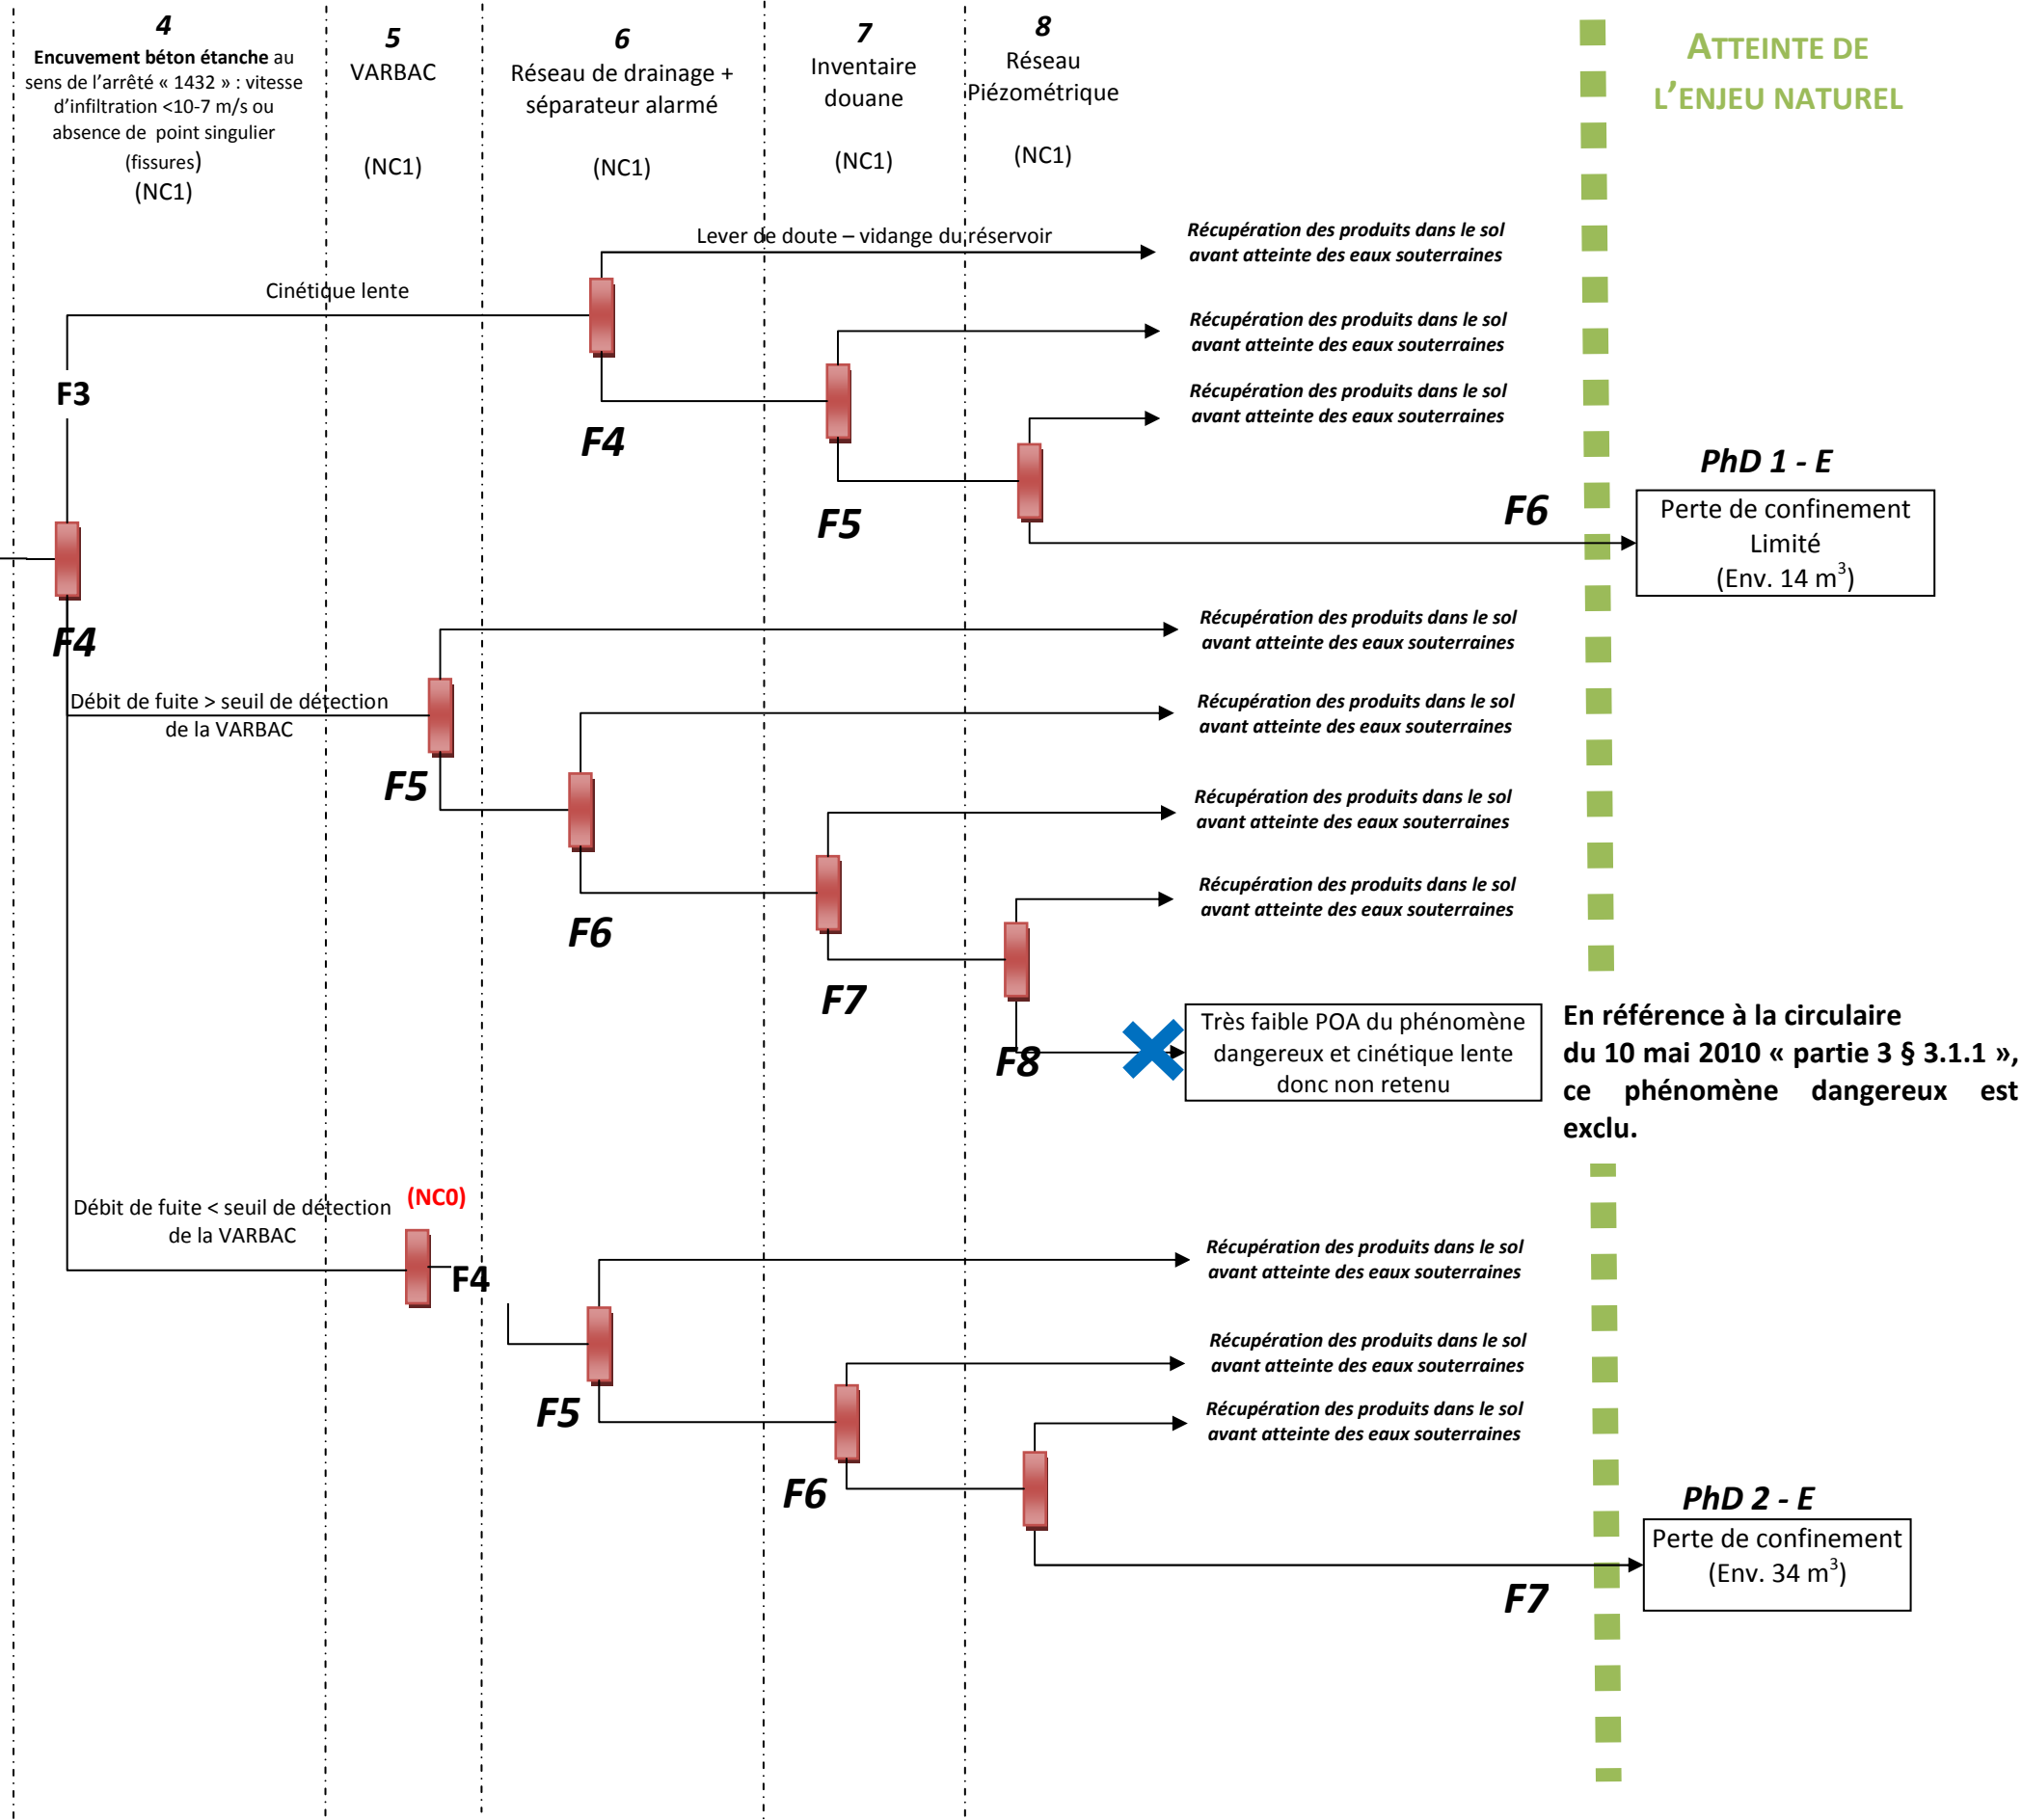 4
Encuvement béton étanche au
sens de l'arrêté « 1432 » : vitesse
d'infiltration <10-7 m/s ou
absence de point singulier
(fissures)
(NC1)
5
VARBAC
(NC1)
6
Réseau de drainage +
séparateur alarmé
(NC1)
7
Inventaire
douane
(NC1)
8
Réseau
Piézométrique
(NC1)
ATTEINTE DE
L'ENJEU NATUREL
Lever de doute – vidange du réservoir
Récupération des produits dans le sol
avant atteinte des eaux souterraines
Cinétique lente
Récupération des produits dans le sol
avant atteinte des eaux souterraines
F3
Récupération des produits dans le sol
avant atteinte des eaux souterraines
F4
PhD 1 - E
F5
F6
Perte de confinement
Limité
(Env. 14 m3)
F4
Récupération des produits dans le sol
avant atteinte des eaux souterraines
Débit de fuite > seuil de détection
de la VARBAC
Récupération des produits dans le sol
avant atteinte des eaux souterraines
F5
Récupération des produits dans le sol
avant atteinte des eaux souterraines
F6
Récupération des produits dans le sol
avant atteinte des eaux souterraines
F7
F8
Très faible POA du phénomène
dangereux et cinétique lente
donc non retenu
En référence à la circulaire
du 10 mai 2010 « partie 3 § 3.1.1 »,
ce phénomène dangereux est
exclu.
Débit de fuite < seuil de détection
de la VARBAC
(NC0)
F4
Récupération des produits dans le sol
avant atteinte des eaux souterraines
Récupération des produits dans le sol
avant atteinte des eaux souterraines
F5
Récupération des produits dans le sol
avant atteinte des eaux souterraines
F6
PhD 2 - E
Perte de confinement
(Env. 34 m3)
F7